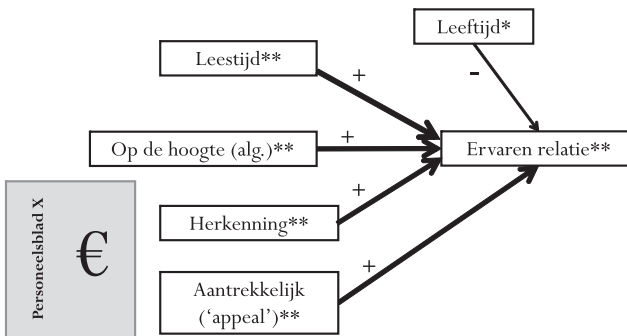 Leeftijd*
Leestijd**
+
-
Op de hoogte (alg.)**
+
Ervaren relatie**
+
Herkenning**
+
Aantrekkelijk
(‘appeal’)**
Personeelsblad X
€